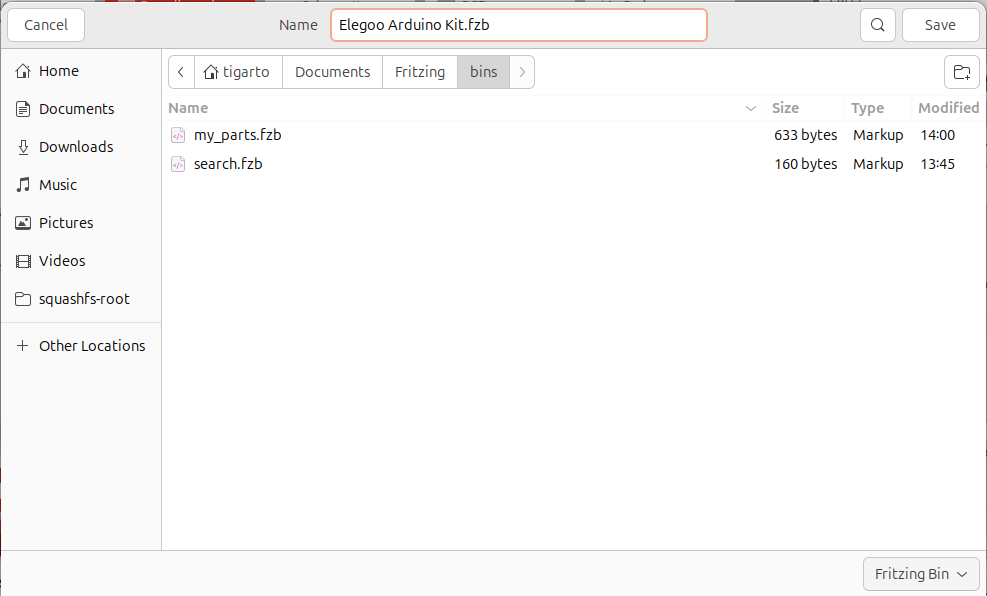 Cancel Name Elegoo Arduino Kit.fzb Save
Home
Documents
Downloads
Music
Pictures
Videos
squashfs-root
Other Locations
tigarto Documents Fritzing bins
Name Size Type Modified
my_parts.fzb 633 bytes Markup 14:00
search.fzb 160 bytes Markup 13:45
Fritzing Bin